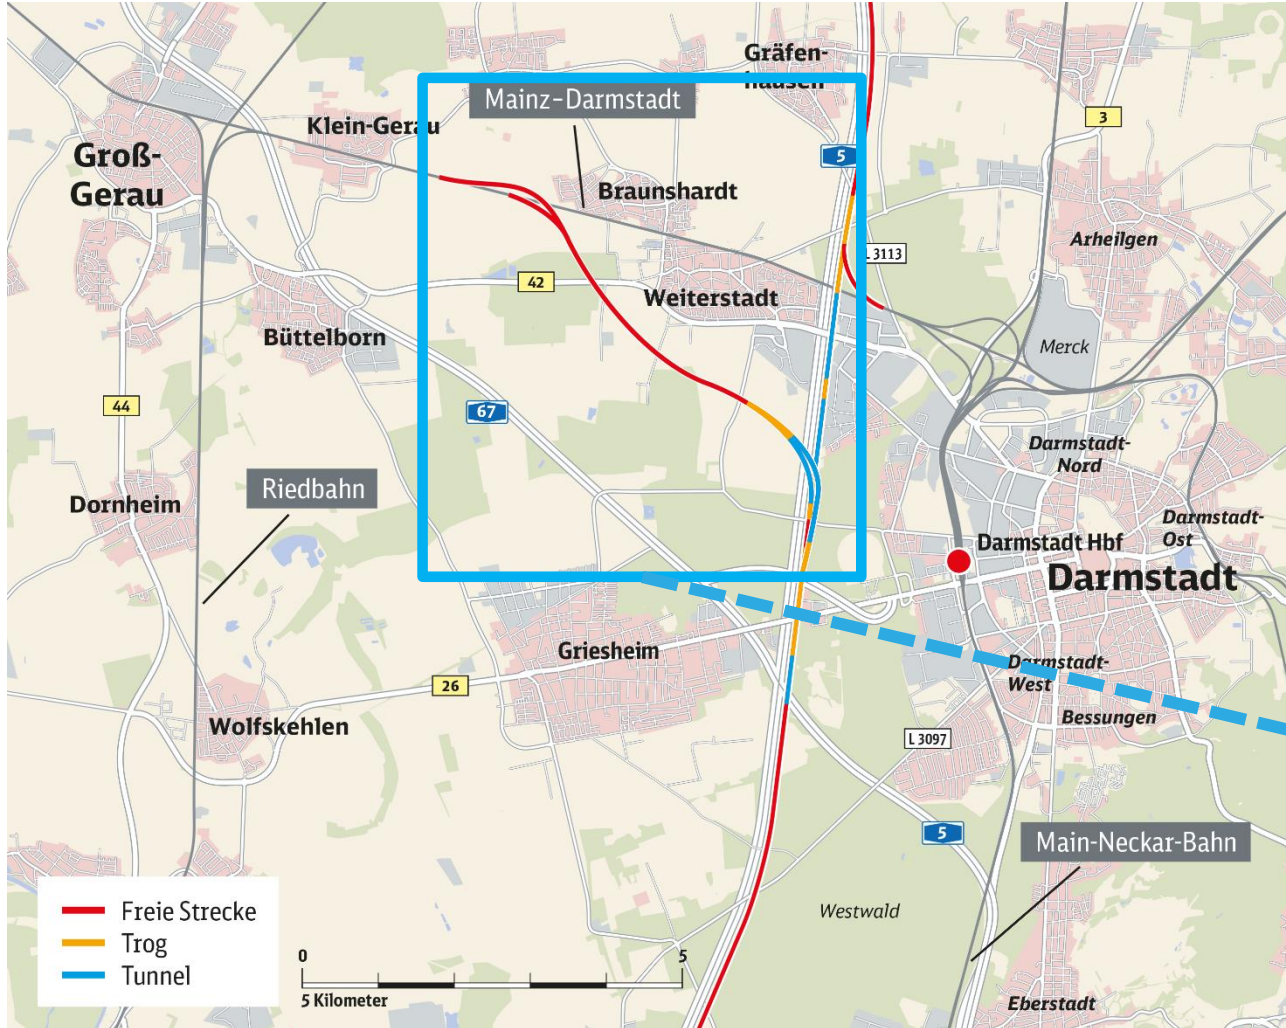 Gräfen-
hausen
Mainz-Darmstadt
3
Klein-Gerau
Groß-
Gerau
5
Braunshardt
Arheilgen
L 3113
42
Weiterstadt
Büttelborn
Merck
44
67
Darmstadt-
Nord
Riedbahn
Dornheim
Darmstadt-
Ost
Darmstadt Hbf
Darmstadt
Griesheim
Darmstadt-
West
26
Bessungen
Wolfskehlen
L 3097
5
Main-Neckar-Bahn
Freie Strecke
Trog
Tunnel
Westwald
0
5
5 Kilometer
Eberstadt